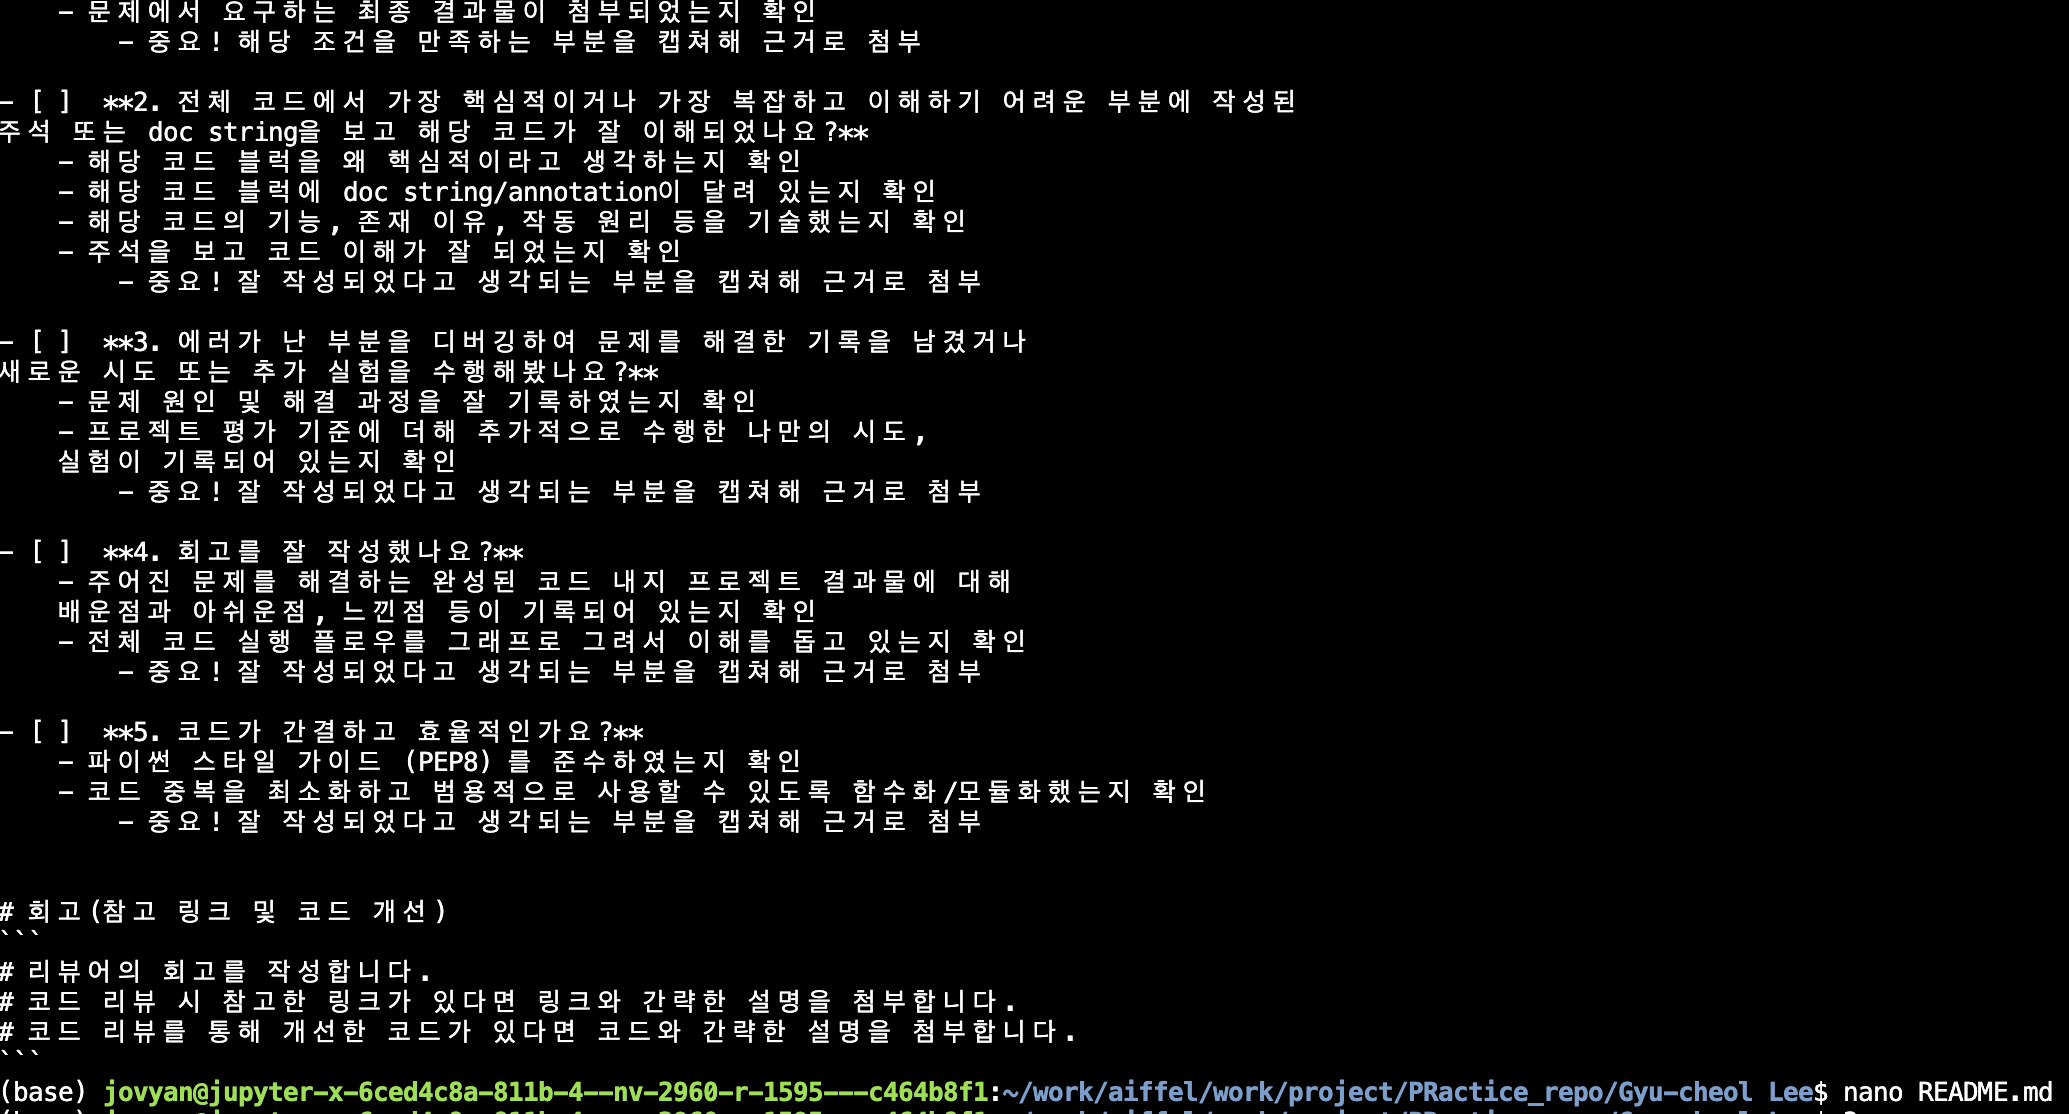 - 문제에서 요구하는 최종 결과물이 첨부되었는지 확인
- 중요! 해당 조건을 만족하는 부분을 캡쳐해 근거로 첨부
- [ ] **2. 전체 코드에서 가장 핵심적이거나 가장 복잡하고 이해하기 어려운 부분에 작성된
주석 또는 doc string을 보고 해당 코드가 잘 이해되었나요?**
- 해당 코드 블럭을 왜 핵심적이라고 생각하는지 확인
- 해당 코드 블럭에 doc string/annotation이 달려 있는지 확인
- 해당 코드의 기능, 존재 이유, 작동 원리 등을 기술했는지 확인
- 주석을 보고 코드 이해가 잘 되었는지 확인
- 중요! 잘 작성되었다고 생각되는 부분을 캡쳐해 근거로 첨부
- [ ] **3. 에러가 난 부분을 디버깅하여 문제를 해결한 기록을 남겼거나
새로운 시도 또는 추가 실험을 수행해봤나요?**
- 문제 원인 및 해결 과정을 잘 기록하였는지 확인
- 프로젝트 평가 기준에 더해 추가적으로 수행한 나만의 시도,
실험이 기록되어 있는지 확인
- 중요! 잘 작성되었다고 생각되는 부분을 캡쳐해 근거로 첨부
- [ ] **4. 회고를 잘 작성했나요?**
- 주어진 문제를 해결하는 완성된 코드 내지 프로젝트 결과물에 대해
배운점과 아쉬운점, 느낀점 등이 기록되어 있는지 확인
- 전체 코드 실행 플로우를 그래프로 그려서 이해를 돕고 있는지 확인
- 중요! 잘 작성되었다고 생각되는 부분을 캡쳐해 근거로 첨부
- [ ] **5. 코드가 간결하고 효율적인가요?**
- 파이썬 스타일 가이드 (PEP8) 를 준수하였는지 확인
- 코드 중복을 최소화하고 범용적으로 사용할 수 있도록 함수화/모듈화했는지 확인
- 중요! 잘 작성되었다고 생각되는 부분을 캡쳐해 근거로 첨부
# 회고(참고 링크 및 코드 개선)
```
# 리뷰어의 회고를 작성합니다.
# 코드 리뷰 시 참고한 링크가 있다면 링크와 간략한 설명을 첨부합니다.
# 코드 리뷰를 통해 개선한 코드가 있다면 코드와 간략한 설명을 첨부합니다.
```
(base) jovyan@jupyter-x-6ced4c8a-811b-4--nv-2960-r-1595---c464b8f1:~/work/aiffel/work/project/PRactice_repo/Gyu-cheol Lee$ nano README.md